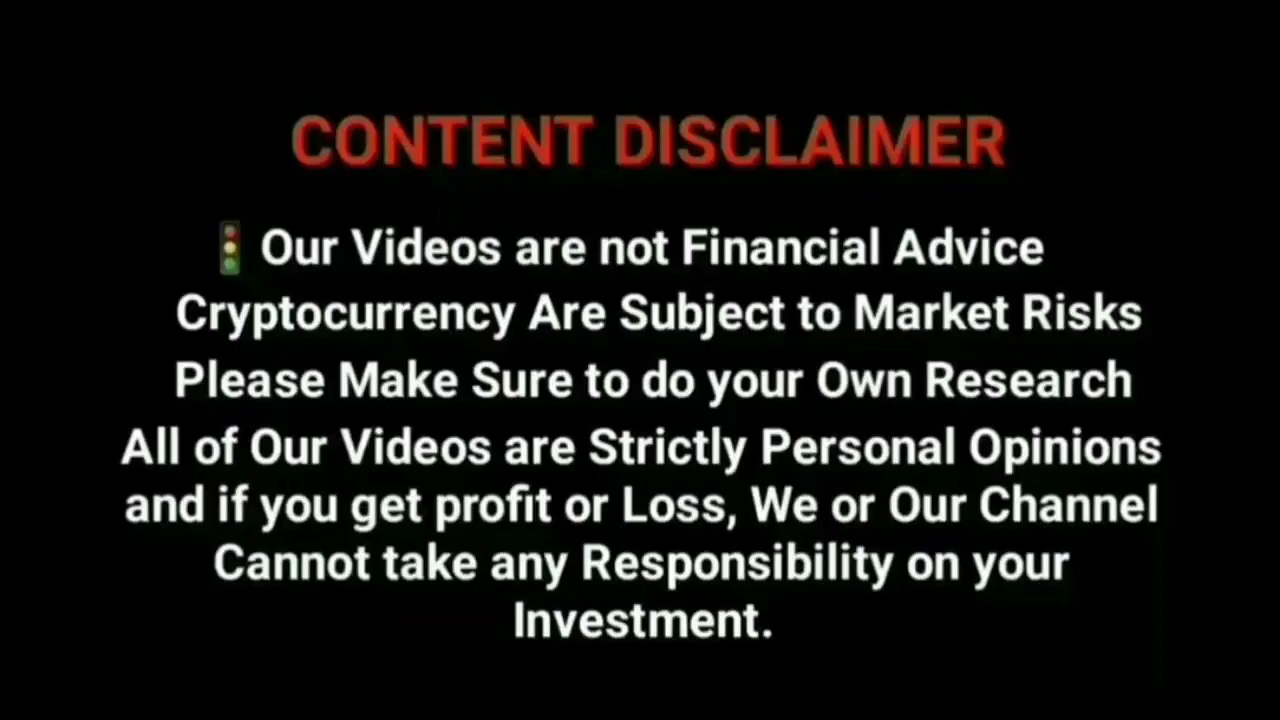 CONTENT DISCLAIMER
🚦 Our Videos are not Financial Advice
Cryptocurrency Are Subject to Market Risks
Please Make Sure to do your Own Research
All of Our Videos are Strictly Personal Opinions
and if you get profit or Loss, We or Our Channel
Cannot take any Responsibility on your
Investment.